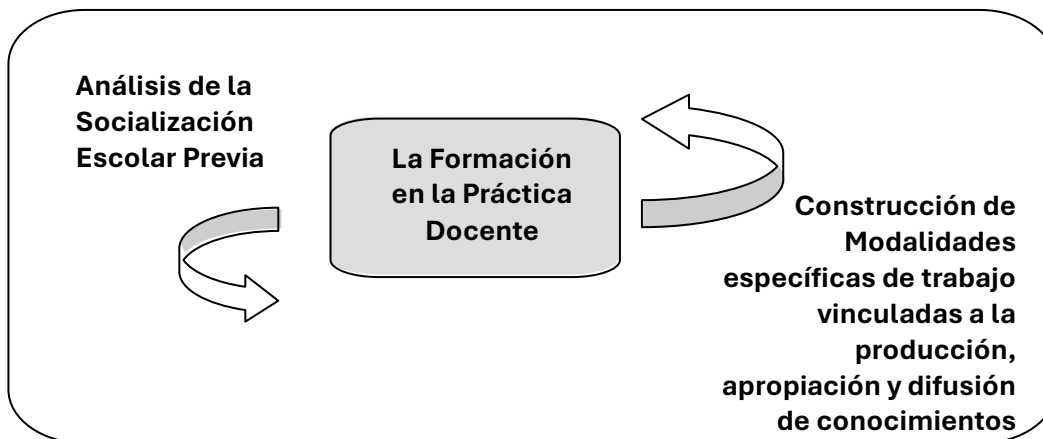 Análisis de la
Socialización
Escolar Previa
La Formación
en la Práctica
Docente
Construcción de
Modalidades
específicas de trabajo
vinculadas a la
producción,
apropiación y difusión
de conocimientos